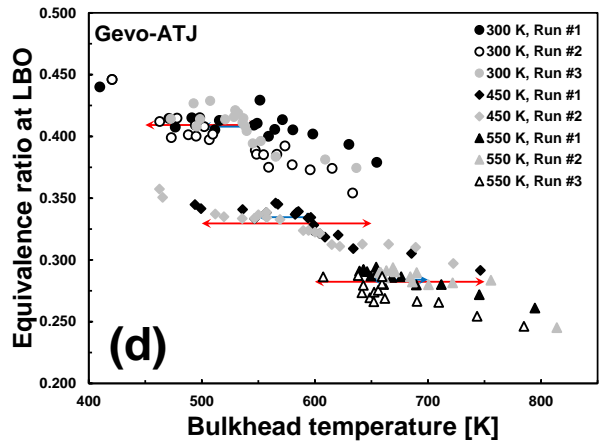 0.500
Gevo-ATJ
300 K, Run #1
300 K, Run #2
300 K, Run #3
450 K, Run #1
450 K, Run #2
550 K, Run #1
550 K, Run #2
550 K, Run #3
0.450
0.400
0.350
0.300
0.250
0.200
Equivalence ratio at LBO
(d)
400 500 600 700 800
Bulkhead temperature [K]